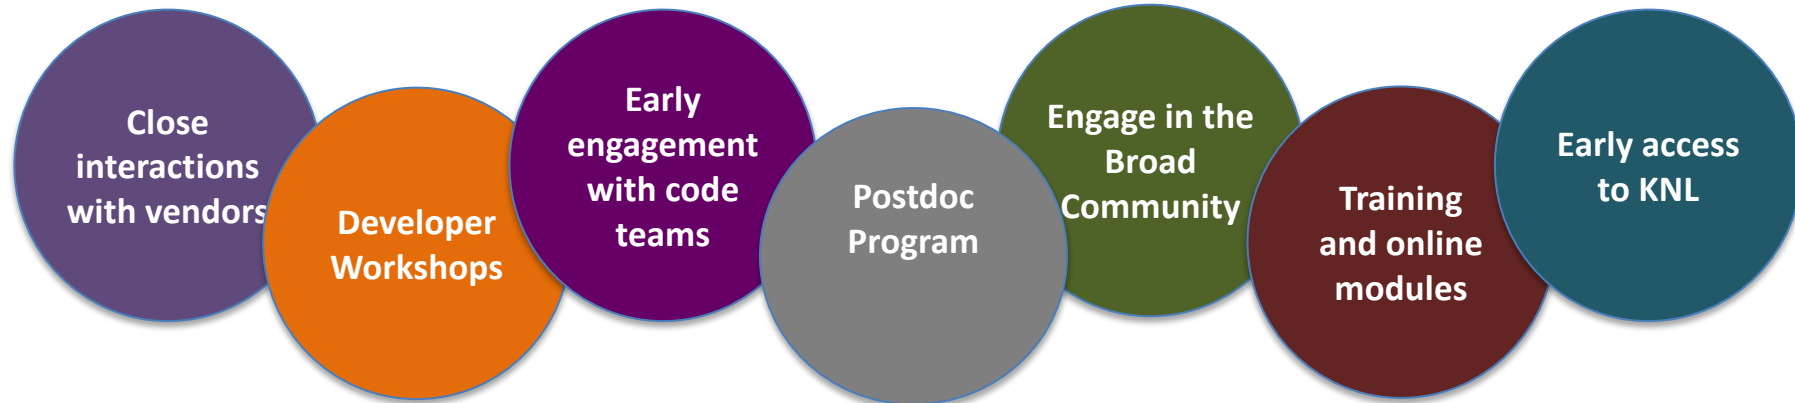 Close
interactions
with vendors
Developer
Workshops
Early
engagement
with code
teams
Postdoc
Program
Engage in the
Broad
Community
Training
and online
modules
Early access
to KNL